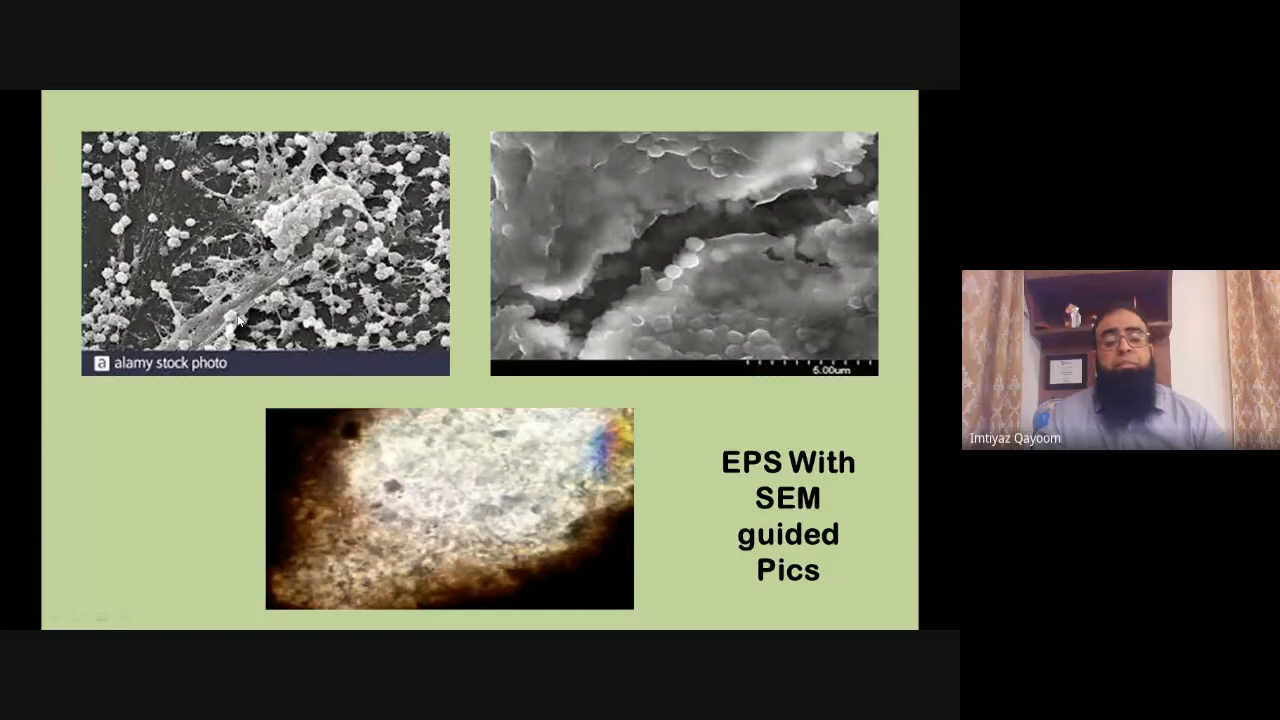 a alamy stock photo
5.00um
EPS With
SEM
guided
Pics
Imtiyaz Qayoom